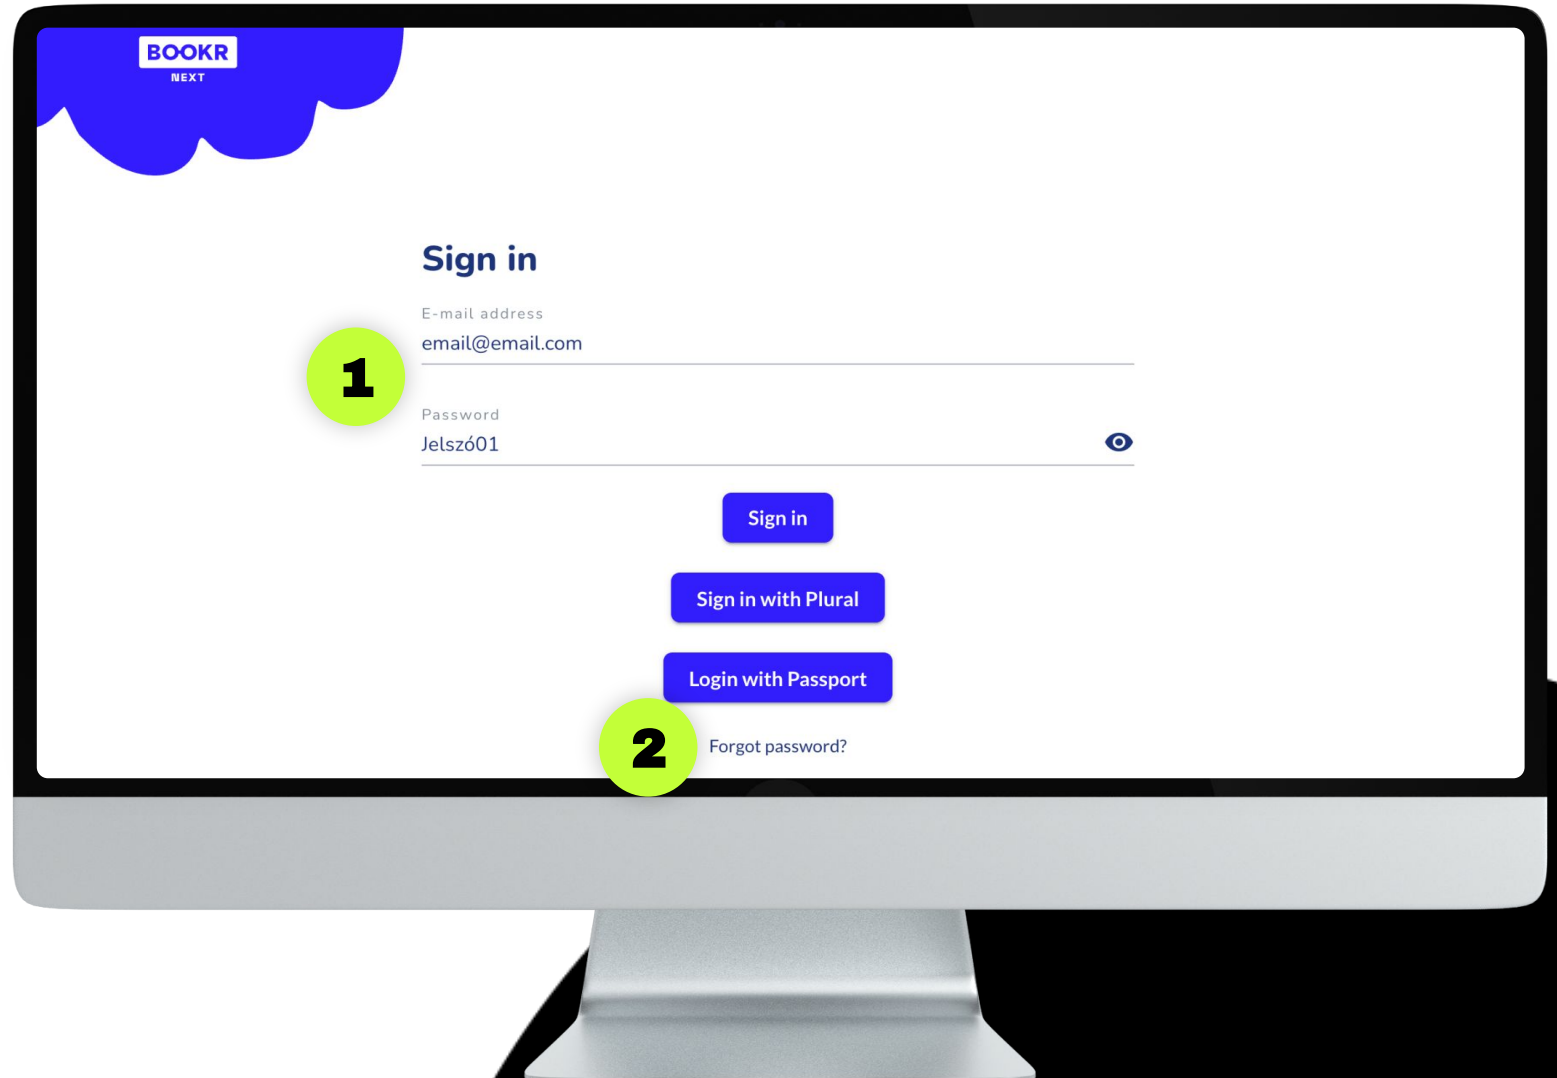 BOOKR
NEXT
Sign in
E-mail address
email@email.com
1
Password
Jelszó01
Sign in
Sign in with Plural
Login with Passport
2
Forgot password?